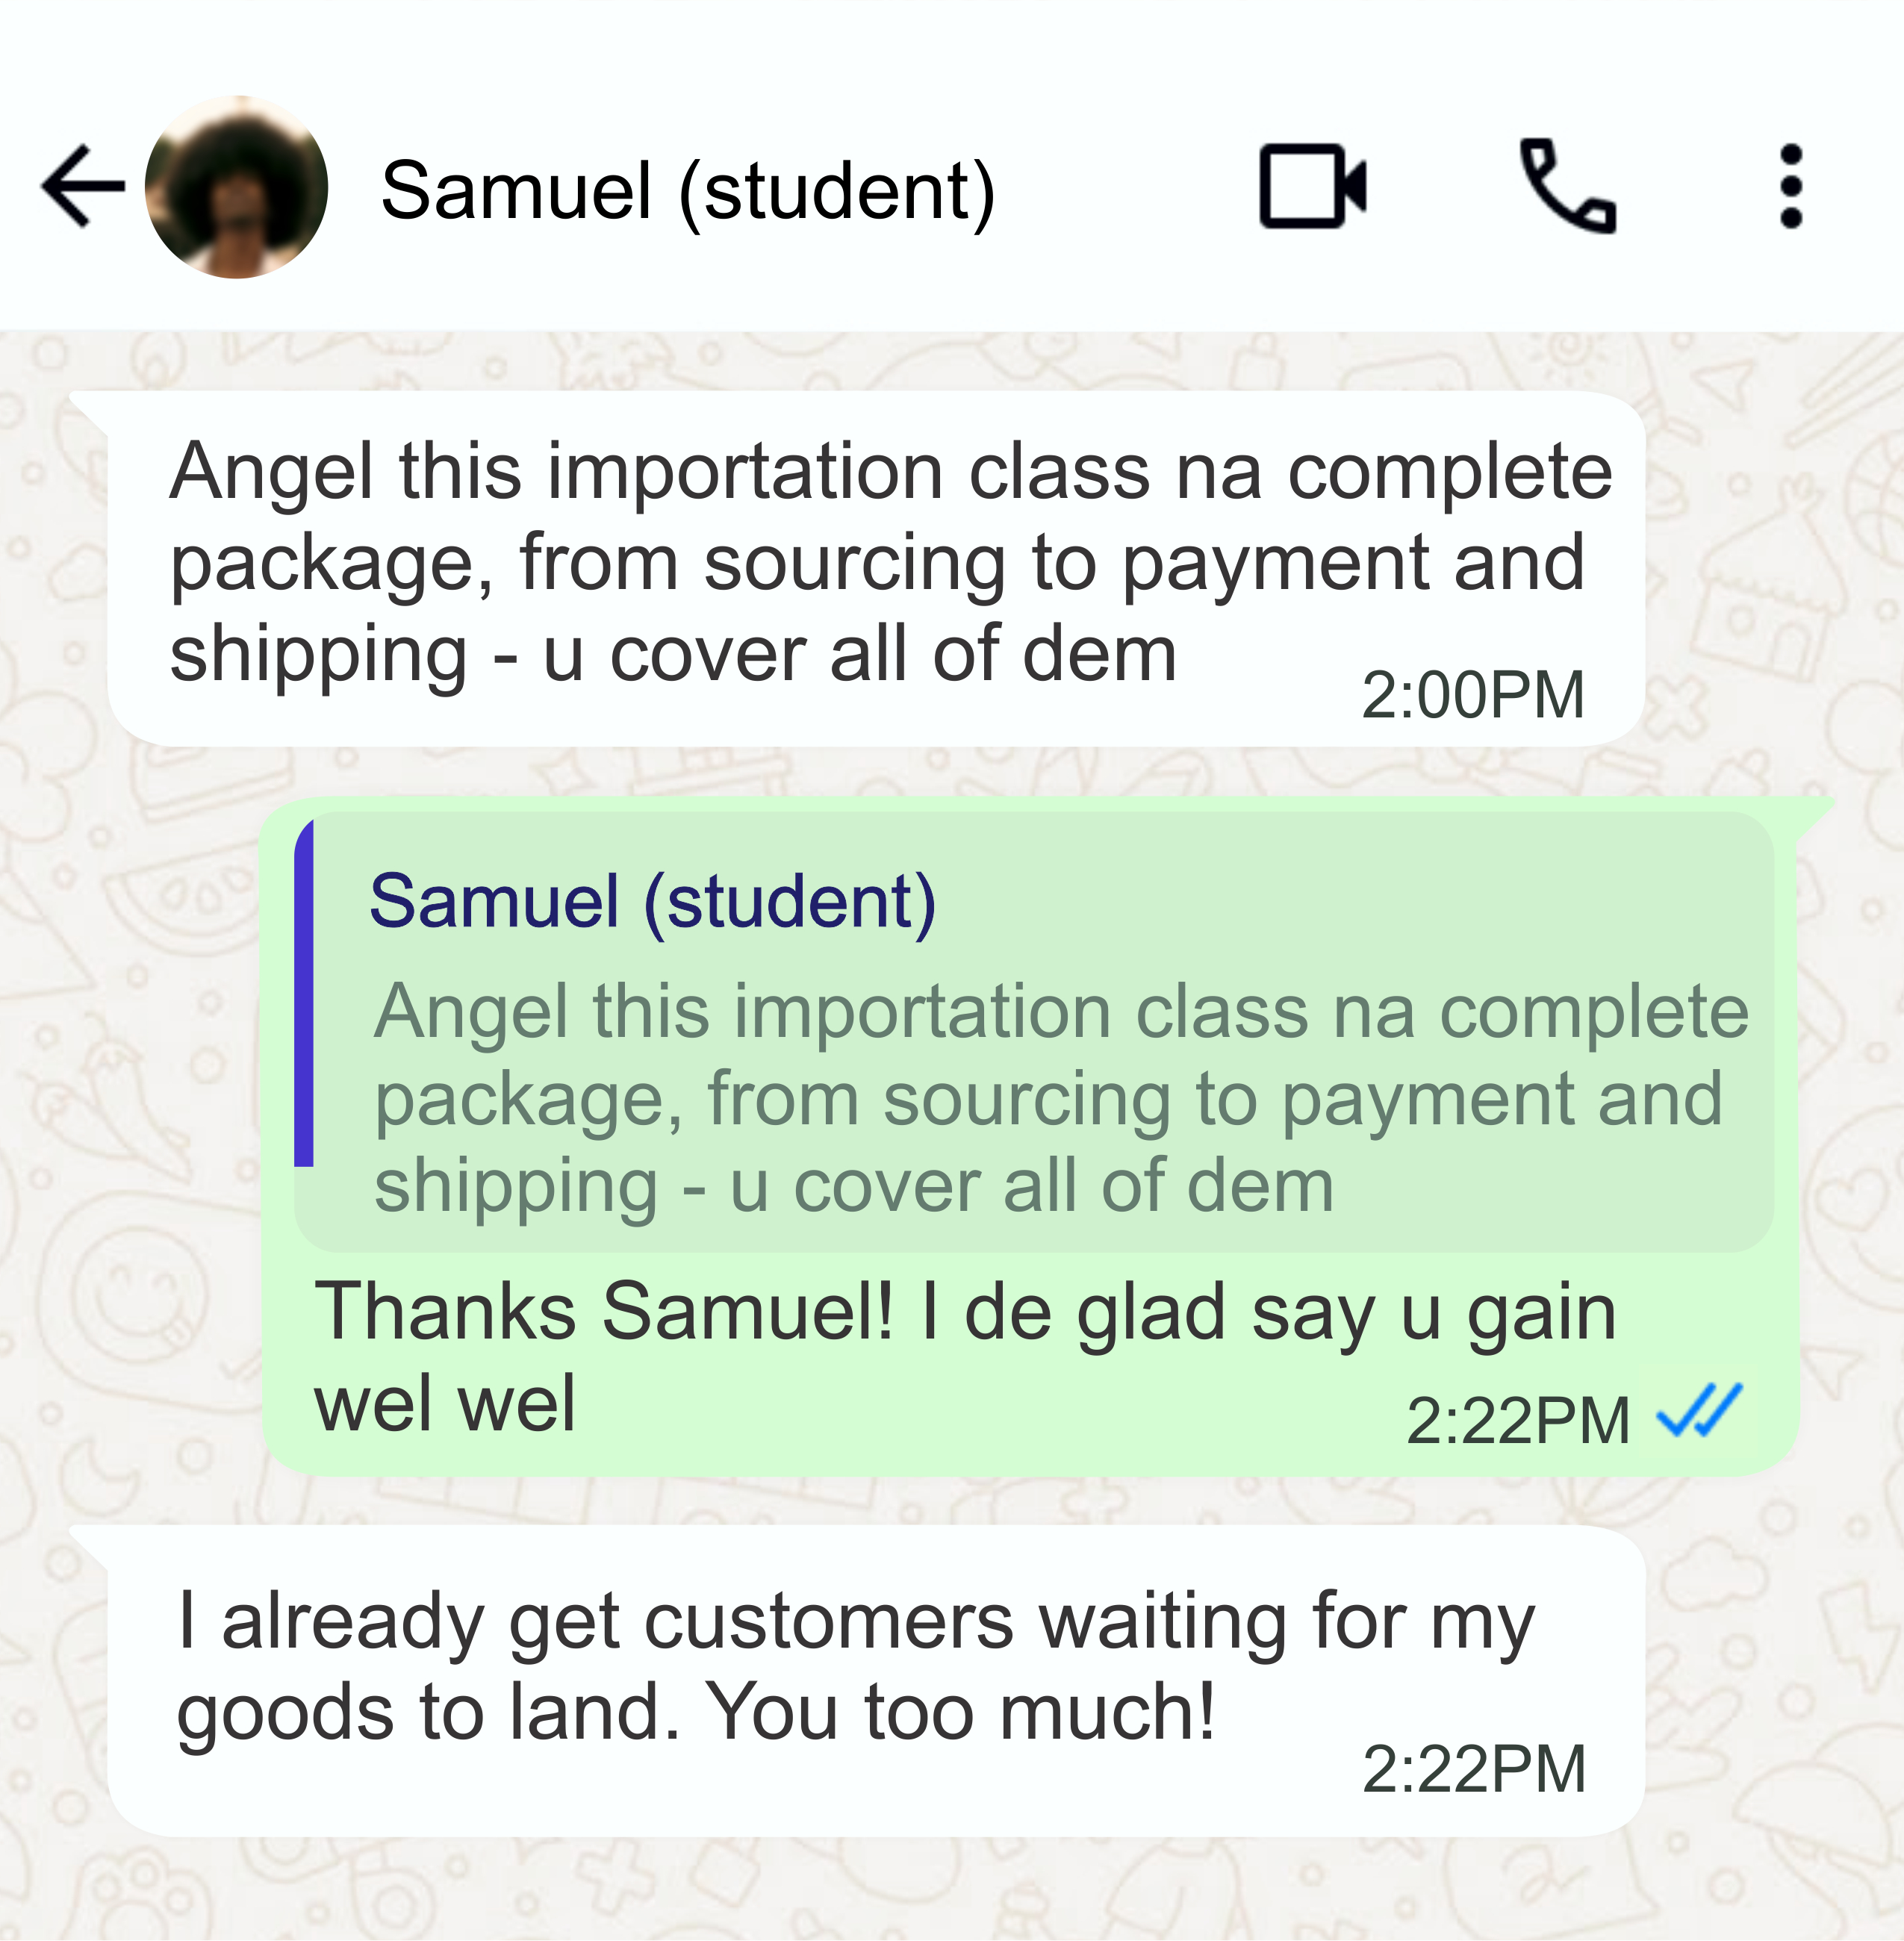 Samuel (student)
Angel this importation class na complete
package, from sourcing to payment and
shipping - u cover all of dem
2:00PM
Samuel (student)
Angel this importation class na complete
package, from sourcing to payment and
shipping - u cover all of dem
Thanks Samuel! I de glad say u gain
wel wel
2:22PM
I already get customers waiting for my
goods to land. You too much!
2:22PM